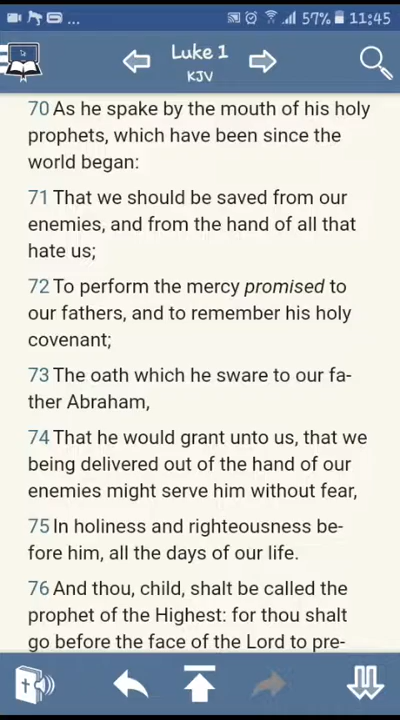 ... 57% 11:45
Luke 1
KJV
70 As he spake by the mouth of his holy
prophets, which have been since the
world began:
71 That we should be saved from our
enemies, and from the hand of all that
hate us;
72 To perform the mercy promised to
our fathers, and to remember his holy
covenant;
73 The oath which he sware to our fa-
ther Abraham,
74 That he would grant unto us, that we
being delivered out of the hand of our
enemies might serve him without fear,
75 In holiness and righteousness be-
fore him, all the days of our life.
76 And thou, child, shalt be called the
prophet of the Highest: for thou shalt
go before the face of the Lord to pre-